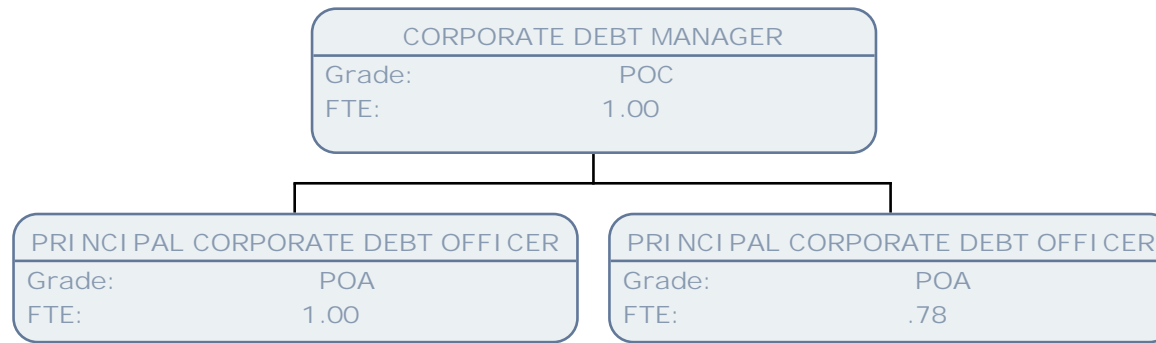 CORPORATE DEBT MANAGER
Grade: POC
FTE: 1.00
PRINCIPAL CORPORATE DEBT OFFICER
Grade: POA
FTE: 1.00
PRINCIPAL CORPORATE DEBT OFFICER
Grade: POA
FTE: .78